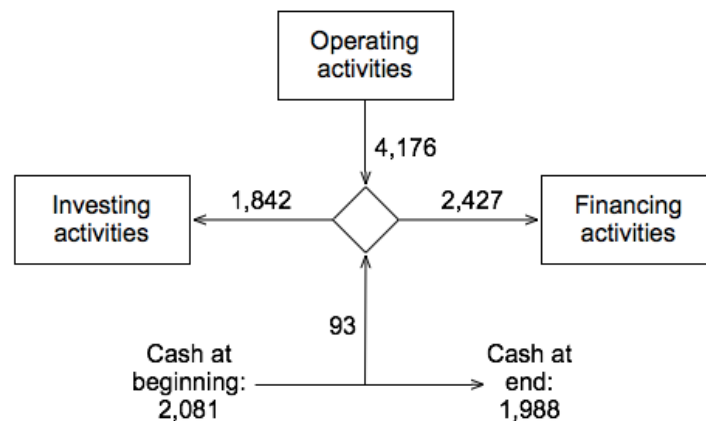 Operating
activities
4,176
Investing
activities
1,842
2,427
Financing
activities
93
Cash at
beginning:
2,081
Cash at
end:
1,988